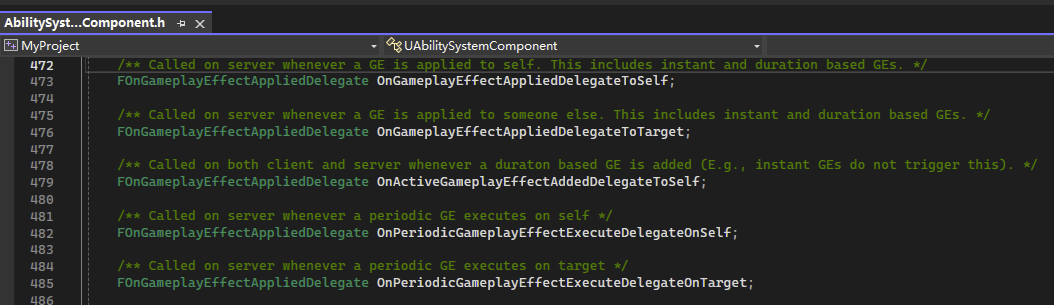 AbilitySyst...Component.h
MyProject
UAbilitySystemComponent
472 /** Called on server whenever a GE is applied to self. This includes instant and duration based GEs. */
473 FOnGameplayEffectAppliedDelegate OnGameplayEffectAppliedDelegateToSelf;
474
475 /** Called on server whenever a GE is applied to someone else. This includes instant and duration based GEs. */
476 FOnGameplayEffectAppliedDelegate OnGameplayEffectAppliedDelegateToTarget;
477
478 /** Called on both client and server whenever a duraton based GE is added (E.g., instant GEs do not trigger this). */
479 FOnGameplayEffectAppliedDelegate OnActiveGameplayEffectAddedDelegateToSelf;
480
481 /** Called on server whenever a periodic GE executes on self */
482 FOnGameplayEffectAppliedDelegate OnPeriodicGameplayEffectExecuteDelegateOnSelf;
483
484 /** Called on server whenever a periodic GE executes on target */
485 FOnGameplayEffectAppliedDelegate OnPeriodicGameplayEffectExecuteDelegateOnTarget;
486